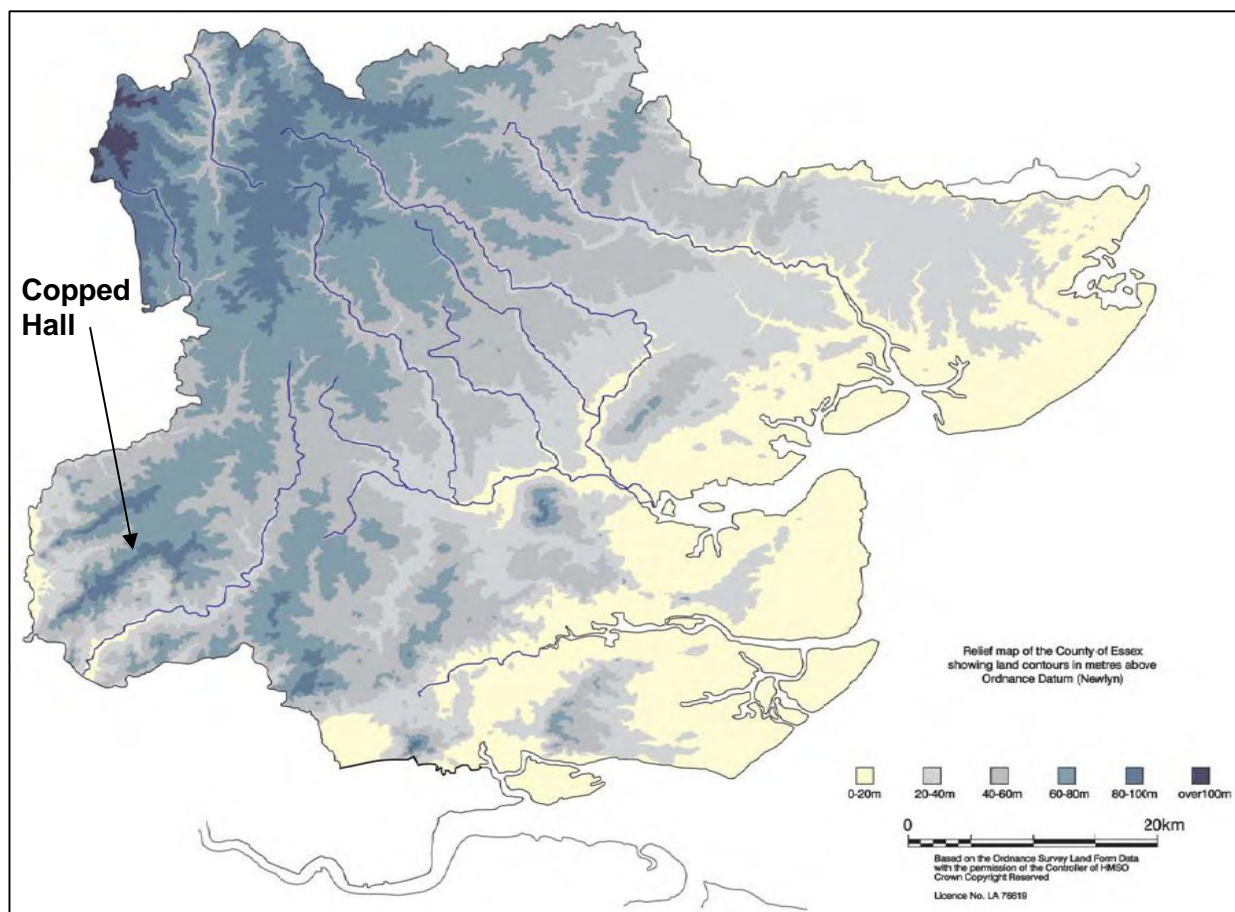 Copped
Hall
Relief map of the County of Essex
showing land contours in metres above
Ordnance Datum (Newlyn)
0-20m 20-40m 40-60m 60-80m 80-100m over100m
0 20km
Based on the Ordnance Survey Land Form Data
with the permission of the Controller of HMSO
Crown Copyright Reserved
Licence No. LA 76619